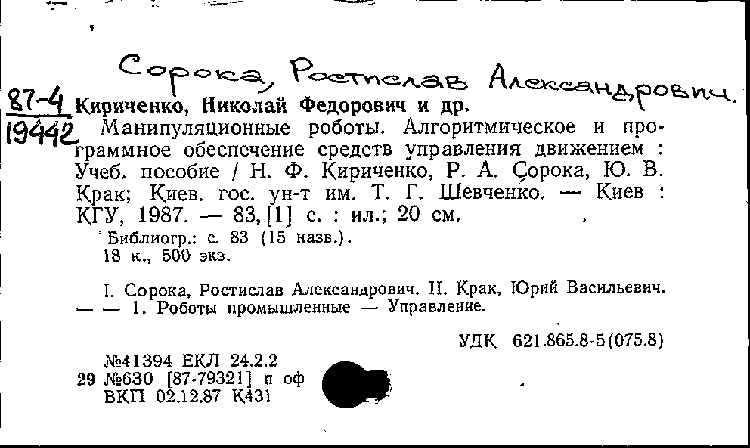 Сорока, Ростислав Александрович.
87-4
19442
Кириченко, Николай Федорович и др.
Манипуляционные роботы. Алгоритмическое и про-
граммное обеспечение средств управления движением :
Учеб. пособие / Н. Ф. Кириченко, Р. А. Сорока, Ю. В.
Крак; Киев. гос. ун-т им. Т. Г. Шевченко. — Киев :
КГУ, 1987. — 83, [1] с. : ил.; 20 см.
Библиогр.: с. 83 (15 назв.).
18 к., 500 экз.
I. Сорока, Ростислав Александрович. II. Крак, Юрий Васильевич.
— — 1. Роботы промышленные — Управление.
УДК 621.865.8-5(075.8)
№41394 ЕКЛ 24.2.2
29 №630 [87-79321] п оф
ВКП 02.12.87 К431